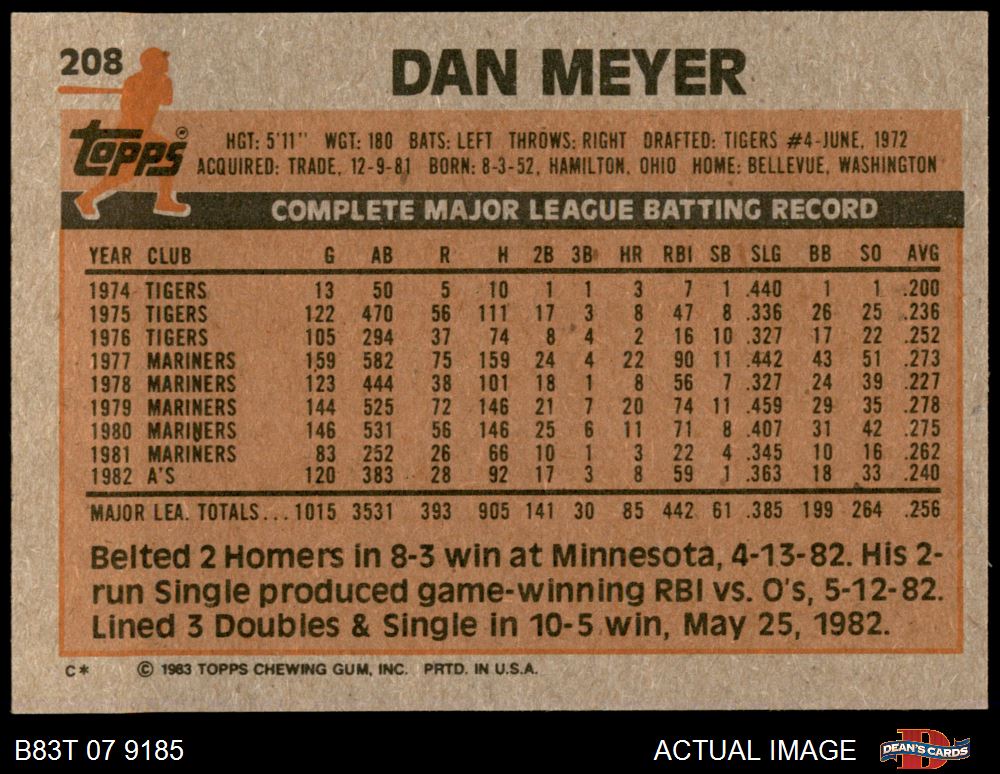 208
DAN MEYER
Topps
HGT: 5'11" WGT: 180 BATS: LEFT THROWS: RIGHT DRAFTED: TIGERS #4-JUNE, 1972
ACQUIRED: TRADE, 12-9-81 BORN: 8-3-52, HAMILTON, OHIO HOME: BELLEVUE, WASHINGTON
COMPLETE MAJOR LEAGUE BATTING RECORD
YEAR CLUB G AB R H 2B 3B HR RBI SB SLG BB SO AVG
1974 TIGERS 13 50 5 10 1 1 3 7 1 .440 1 1 .200
1975 TIGERS 122 470 56 111 17 3 8 47 8 .336 26 25 .236
1976 TIGERS 105 294 37 74 8 4 2 16 10 .327 17 22 .252
1977 MARINERS 159 582 75 159 24 4 22 90 11 .442 43 51 .273
1978 MARINERS 123 444 38 101 18 1 8 56 7 .327 24 39 .227
1979 MARINERS 144 525 72 146 21 7 20 74 11 .459 29 35 .278
1980 MARINERS 146 531 56 146 25 6 11 71 8 .407 31 42 .275
1981 MARINERS 83 252 26 66 10 1 3 22 4 .345 10 16 .262
1982 A'S 120 383 28 92 17 3 8 59 1 .363 18 33 .240
MAJOR LEA. TOTALS...1015 3531 393 905 141 30 85 442 61 .385 199 264 .256
Belted 2 Homers in 8-3 win at Minnesota, 4-13-82. His 2-
run Single produced game-winning RBI vs. O's, 5-12-82.
Lined 3 Doubles & Single in 10-5 win, May 25, 1982.
C* © 1983 TOPPS CHEWING GUM, INC. PRTD. IN U.S.A.
B83T 07 9185 ACTUAL IMAGE DEAN'S CARDS